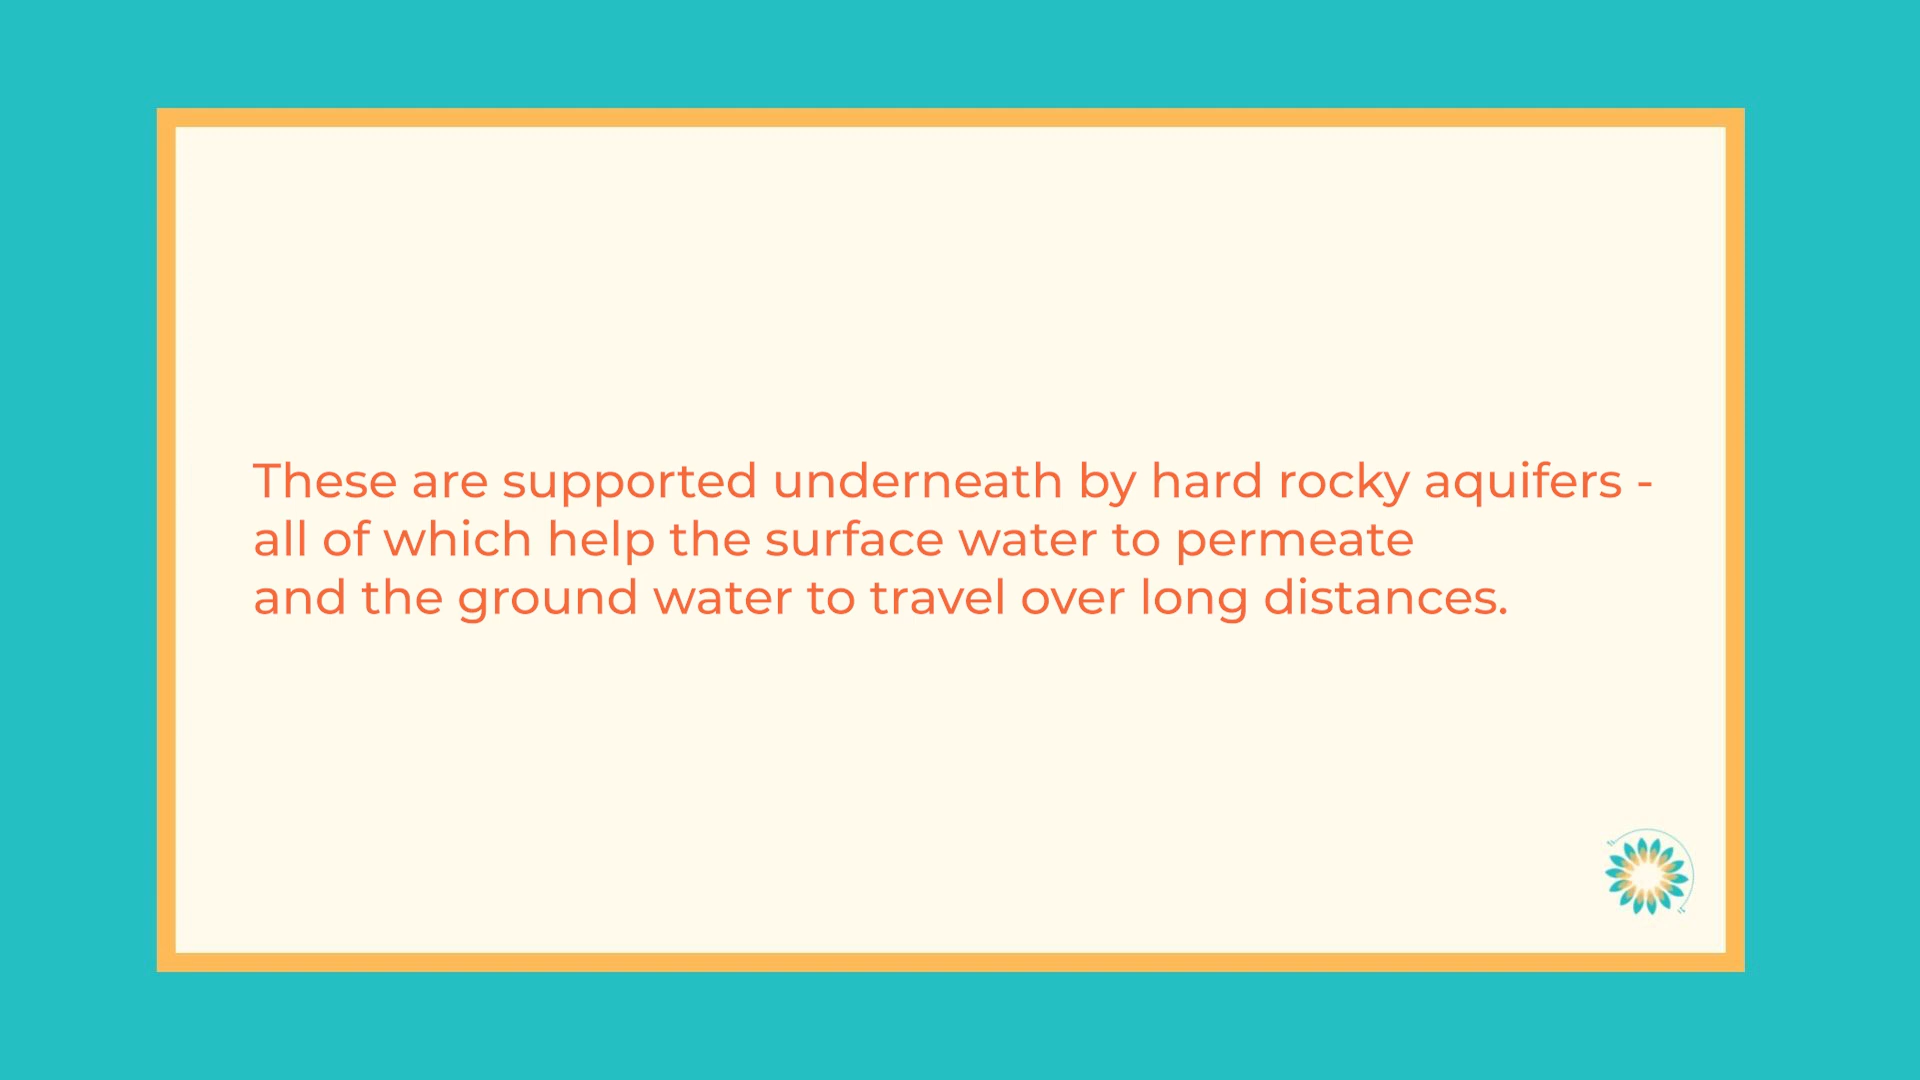 These are supported underneath by hard rocky aquifers -
all of which help the surface water to permeate
and the ground water to travel over long distances.